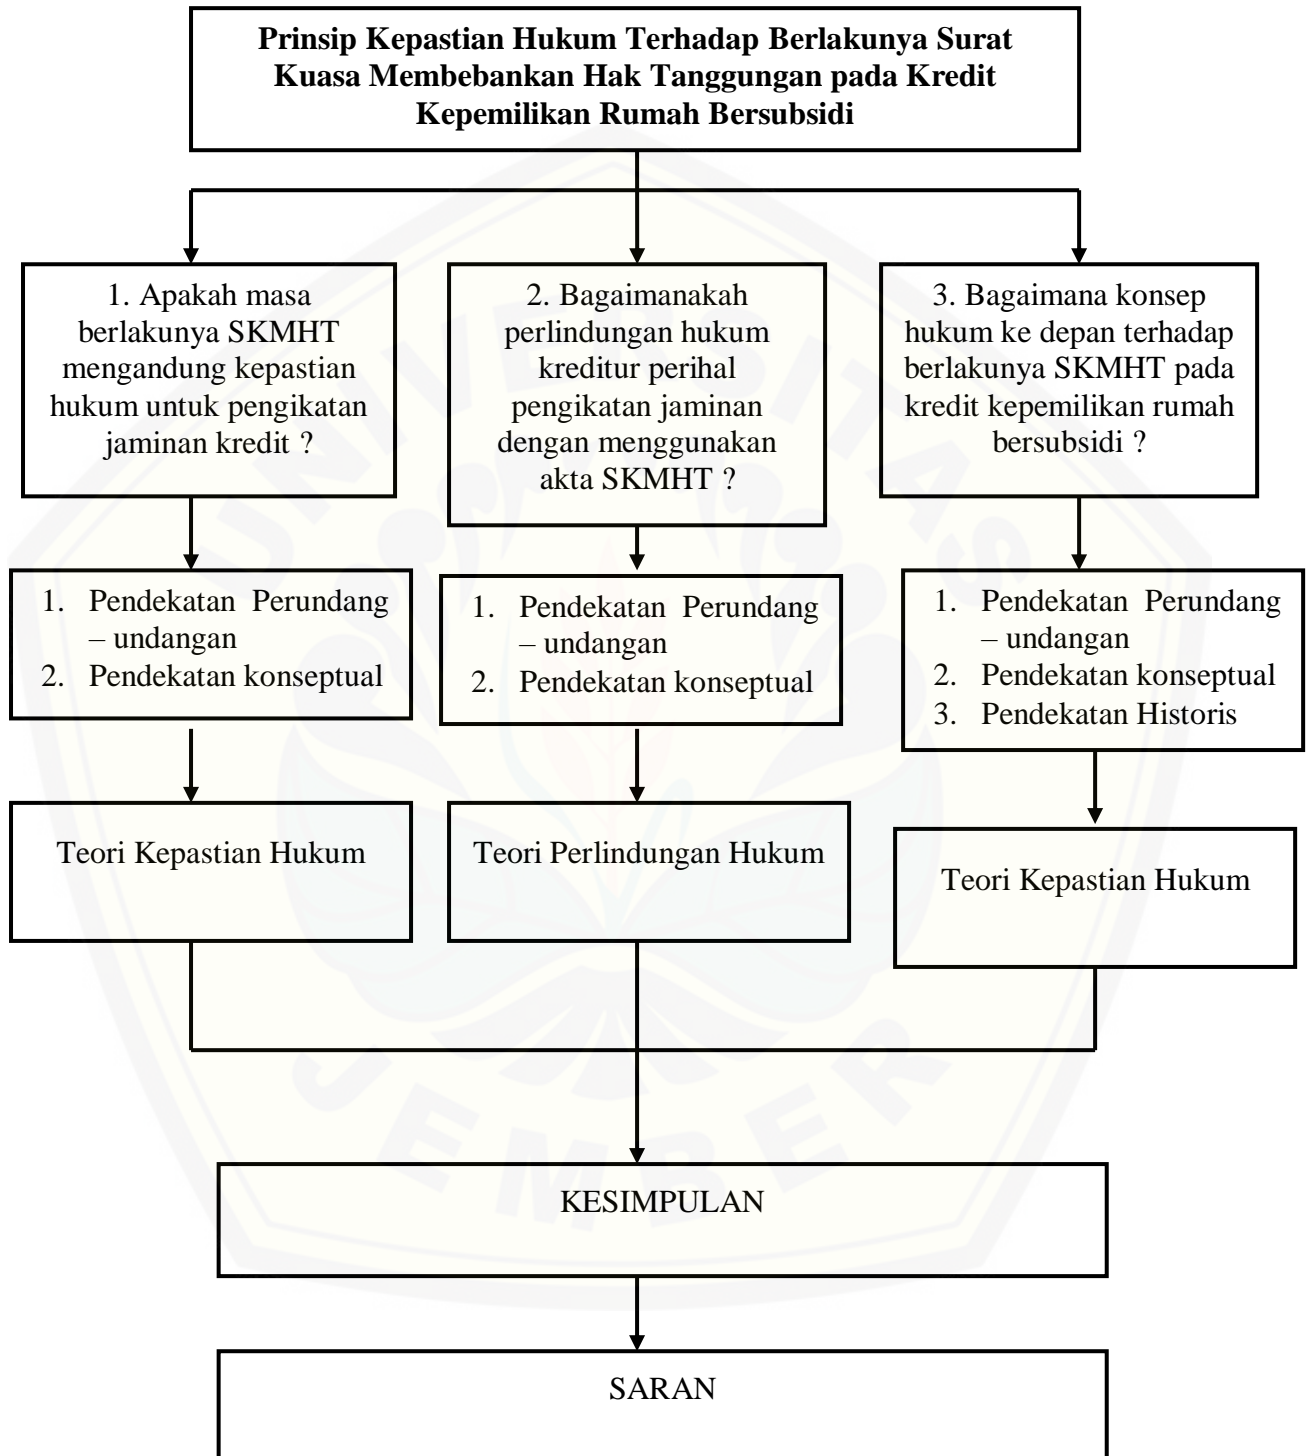 Prinsip Kepastian Hukum Terhadap Berlakunya Surat
Kuasa Membebankan Hak Tanggungan pada Kredit
Kepemilikan Rumah Bersubsidi
1. Apakah masa
berlakunya SKMHT
mengandung kepastian
hukum untuk pengikatan
jaminan kredit ?
2. Bagaimanakah
perlindungan hukum
kreditur perihal
pengikatan jaminan
dengan menggunakan
akta SKMHT ?
3. Bagaimana konsep
hukum ke depan terhadap
berlakunya SKMHT pada
kredit kepemilikan rumah
bersubsidi ?
1. Pendekatan Perundang
– undangan
2. Pendekatan konseptual
1. Pendekatan Perundang
– undangan
2. Pendekatan konseptual
1. Pendekatan Perundang
– undangan
2. Pendekatan konseptual
3. Pendekatan Historis
Teori Kepastian Hukum
Teori Perlindungan Hukum
Teori Kepastian Hukum
KESIMPULAN
SARAN
UNIVERSITAS
JEMBER